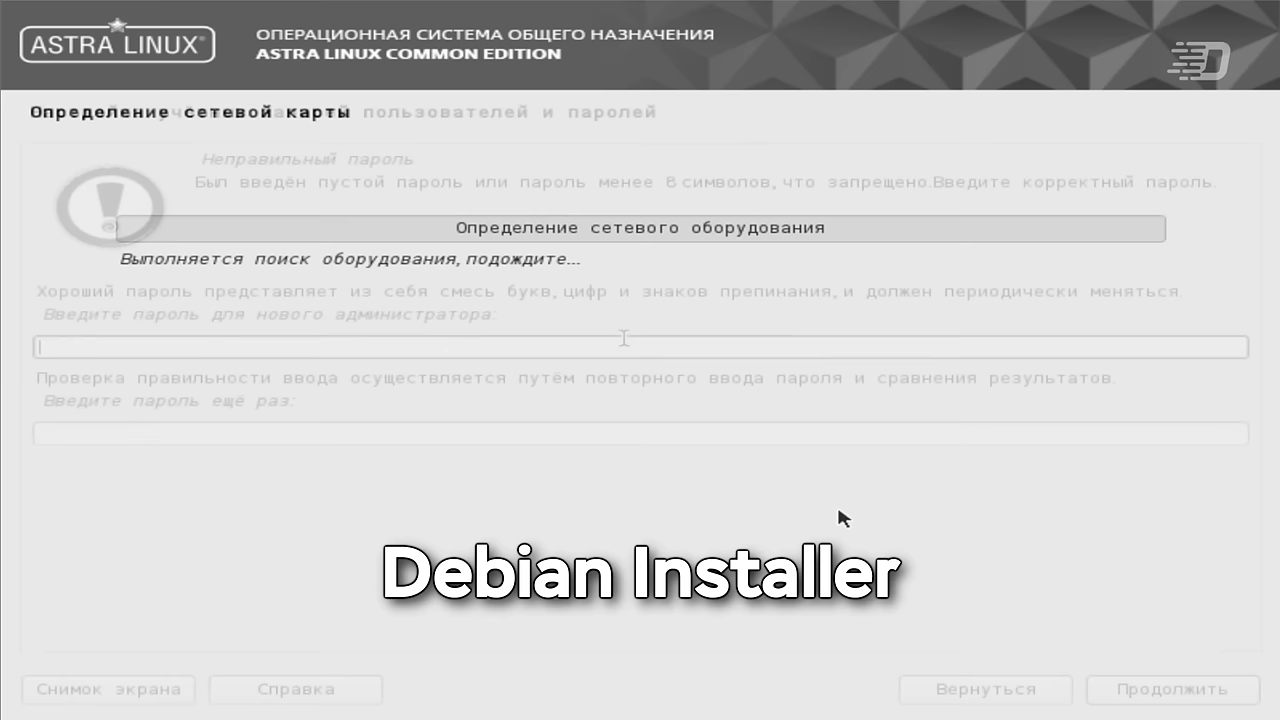 ASTRA LINUX®
ОПЕРАЦИОННАЯ СИСТЕМА ОБЩЕГО НАЗНАЧЕНИЯ
ASTRA LINUX COMMON EDITION
Определение сетевой карты
пользователей и паролей
Неправильный пароль
Был введён пустой пароль или пароль менее 8 символов, что запрещено. Введите корректный пароль.
Определение сетевого оборудования
Выполняется поиск оборудования, подождите...
Хороший пароль представляет из себя смесь букв, цифр и знаков препинания, и должен периодически меняться.
Введите пароль для нового администратора:
Проверка правильности ввода осуществляется путём повторного ввода пароля и сравнения результатов.
Введите пароль ещё раз:
Debian Installer
Снимок экрана
Справка
Вернуться
Продолжить